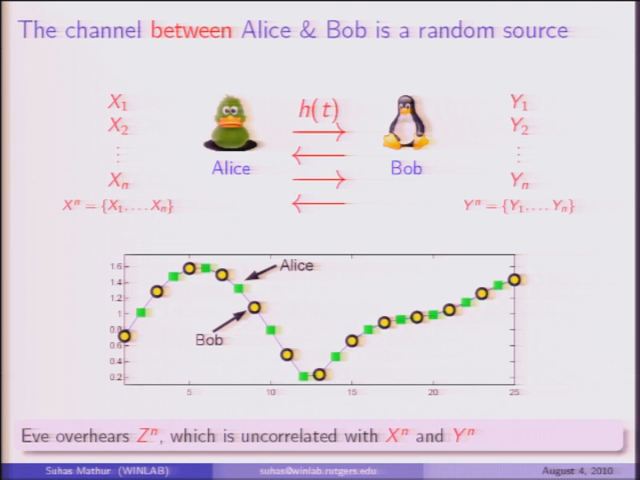 The channel between Alice & Bob is a random source
X₁
X₂
⋮
Xₙ
Xⁿ = {X₁, . . . Xₙ}
Alice
h(t)
Bob
Y₁
Y₂
⋮
Yₙ
Yⁿ = {Y₁, . . . Yₙ}
1.6
1.4
1.2
1
0.8
0.6
0.4
0.2
Alice
Bob
5
10
15
20
25
Eve overhears Zⁿ, which is uncorrelated with Xⁿ and Yⁿ
Suhas Mathur (WINLAB)
suhas@winlab.rutgers.edu
August 4, 2010